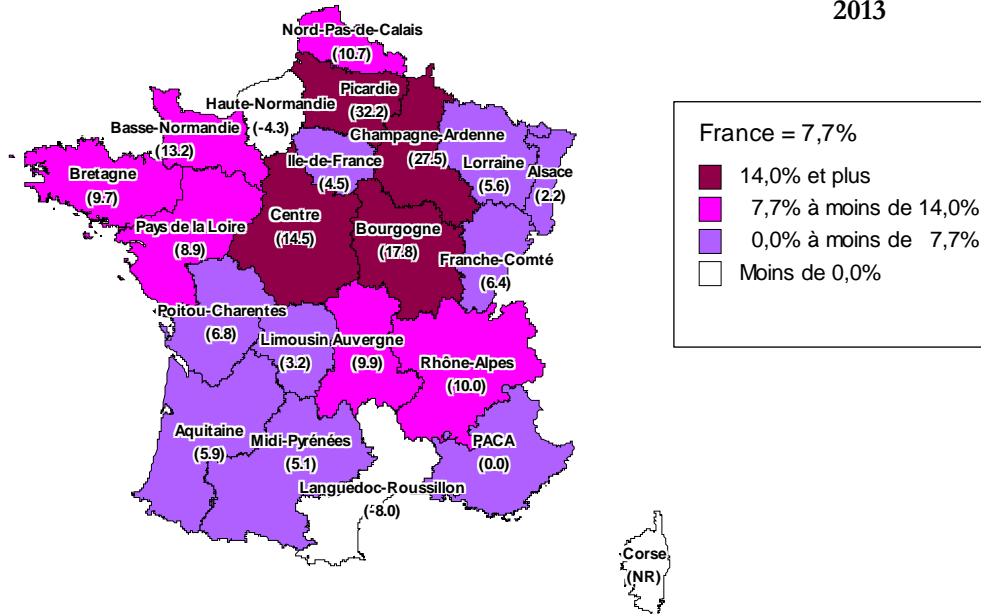 2013
Nord-Pas-de-Calais
(10.7)
Picardie
(32.2)
Haute-Normandie
(-4.3)
Basse-Normandie
(13.2)
Champagne-Ardenne
(27.5)
Ile-de-France
(4.5)
Lorraine
(5.6)
Alsace
(2.2)
Bretagne
(9.7)
Pays de la Loire
(8.9)
Centre
(14.5)
Bourgogne
(17.8)
Franche-Comté
(6.4)
Poitou-Charentes
(6.8)
Limousin
(3.2)
Auvergne
(9.9)
Rhône-Alpes
(10.0)
Aquitaine
(5.9)
Midi-Pyrénées
(5.1)
PACA
(0.0)
Languedoc-Roussillon
(-8.0)
Corse
(NR)
France = 7,7%
14,0% et plus
7,7% à moins de 14,0%
0,0% à moins de 7,7%
Moins de 0,0%